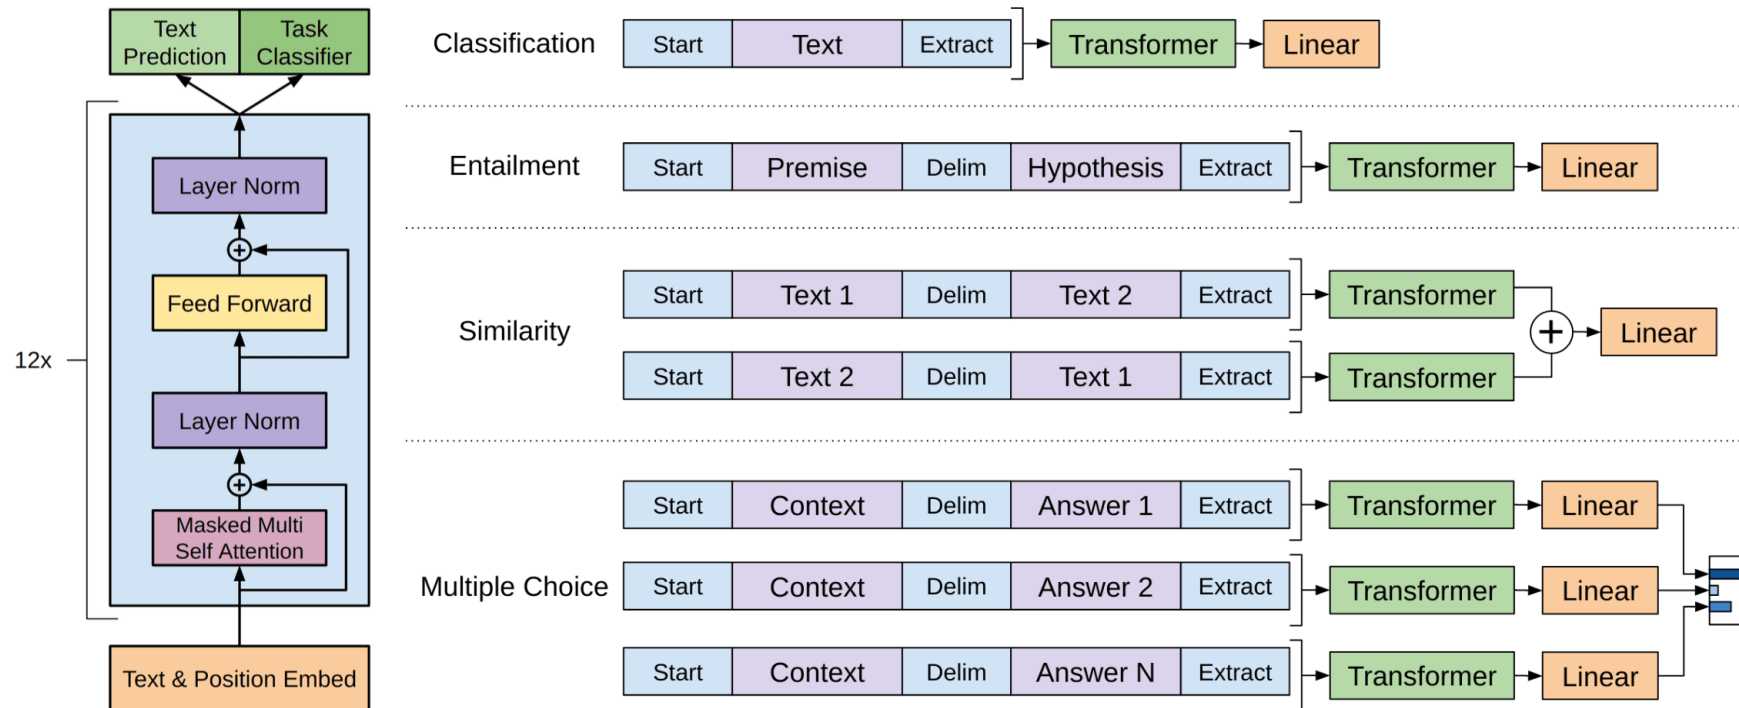 Text
Prediction
Task
Classifier
12x
Layer Norm
+
Feed Forward
Layer Norm
+
Masked Multi
Self Attention
Text & Position Embed
Classification
Start Text Extract Transformer Linear
Entailment
Start Premise Delim Hypothesis Extract Transformer Linear
Similarity
Start Text 1 Delim Text 2 Extract Transformer
+ Linear
Start Text 2 Delim Text 1 Extract Transformer
Multiple Choice
Start Context Delim Answer 1 Extract Transformer Linear
Start Context Delim Answer 2 Extract Transformer Linear
Start Context Delim Answer N Extract Transformer Linear